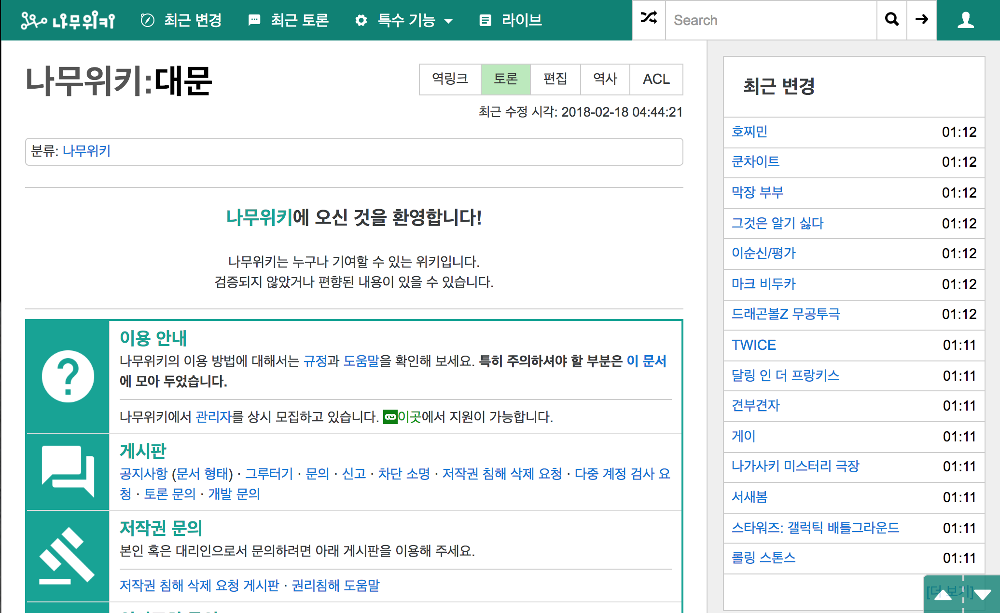 나무위키 최근 변경 최근 토론 특수 기능 라이브 Search
나무위키:대문
역링크 토론 편집 역사 ACL
최근 수정 시각: 2018-02-18 04:44:21
분류: 나무위키
나무위키에 오신 것을 환영합니다!
나무위키는 누구나 기여할 수 있는 위키입니다.
검증되지 않았거나 편향된 내용이 있을 수 있습니다.
이용 안내
나무위키의 이용 방법에 대해서는 규정과 도움말을 확인해 보세요. 특히 주의하셔야 할 부분은 이 문서
에 모아 두었습니다.
나무위키에서 관리자를 상시 모집하고 있습니다. 이곳에서 지원이 가능합니다.
게시판
공지사항 (문서 형태) · 그루터기 · 문의 · 신고 · 차단 소명 · 저작권 침해 삭제 요청 · 다중 계정 검사 요
청 · 토론 문의 · 개발 문의
저작권 문의
본인 혹은 대리인으로서 문의하려면 아래 게시판을 이용해 주세요.
저작권 침해 삭제 요청 게시판 · 권리침해 도움말
최근 변경
호찌민 01:12
쿤차이트 01:12
막장 부부 01:12
그것은 알기 싫다 01:12
이순신/평가 01:12
마크 비두카 01:12
드래곤볼Z 무공투극 01:12
TWICE 01:11
달링 인 더 프랑키스 01:11
견부견자 01:11
게이 01:11
나가사키 미스터리 극장 01:11
서새봄 01:11
스타워즈: 갤럭틱 배틀그라운드 01:11
롤링 스톤스 01:11
[더 보기]